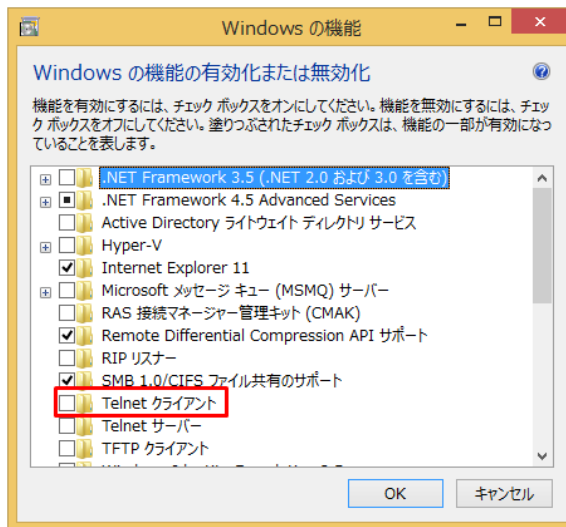 Windows の機能
Windows の機能の有効化または無効化
機能を有効にするには、チェック ボックスをオンにしてください。機能を無効にするには、チェッ
ク ボックスをオフにしてください。塗りつぶされたチェック ボックスは、機能の一部が有効になっ
ていることを表します。
.NET Framework 3.5 (.NET 2.0 および 3.0 を含む)
.NET Framework 4.5 Advanced Services
Active Directory ライトウェイト ディレクトリ サービス
Hyper-V
Internet Explorer 11
Microsoft メッセージ キュー (MSMQ) サーバー
RAS 接続マネージャー管理キット (CMAK)
Remote Differential Compression API サポート
RIP リスナー
SMB 1.0/CIFS ファイル共有のサポート
Telnet クライアント
Telnet サーバー
TFTP クライアント
OK
キャンセル